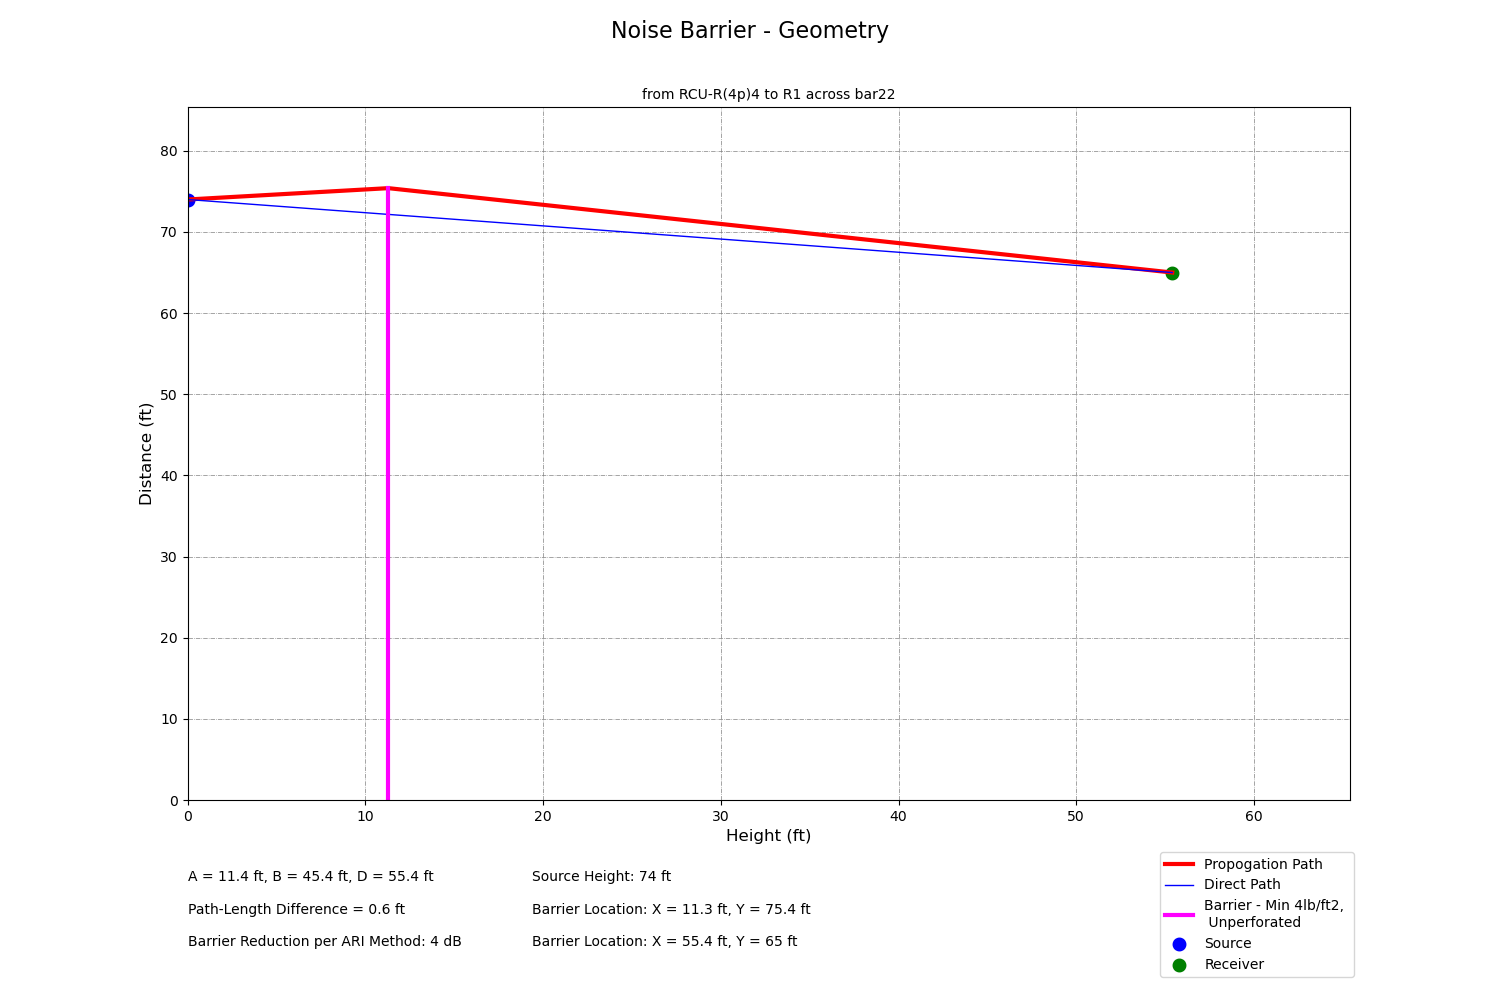 Noise Barrier - Geometry
from RCU-R(4p)4 to R1 across bar22
80
70
60
50
40
30
20
10
0
Distance (ft)
0 10 20 30 40 50 60
Height (ft)
A = 11.4 ft, B = 45.4 ft, D = 55.4 ft
Path-Length Difference = 0.6 ft
Barrier Reduction per ARI Method: 4 dB
Source Height: 74 ft
Barrier Location: X = 11.3 ft, Y = 75.4 ft
Barrier Location: X = 55.4 ft, Y = 65 ft
Propogation Path
Direct Path
Barrier - Min 4lb/ft2,
Unperforated
Source
Receiver